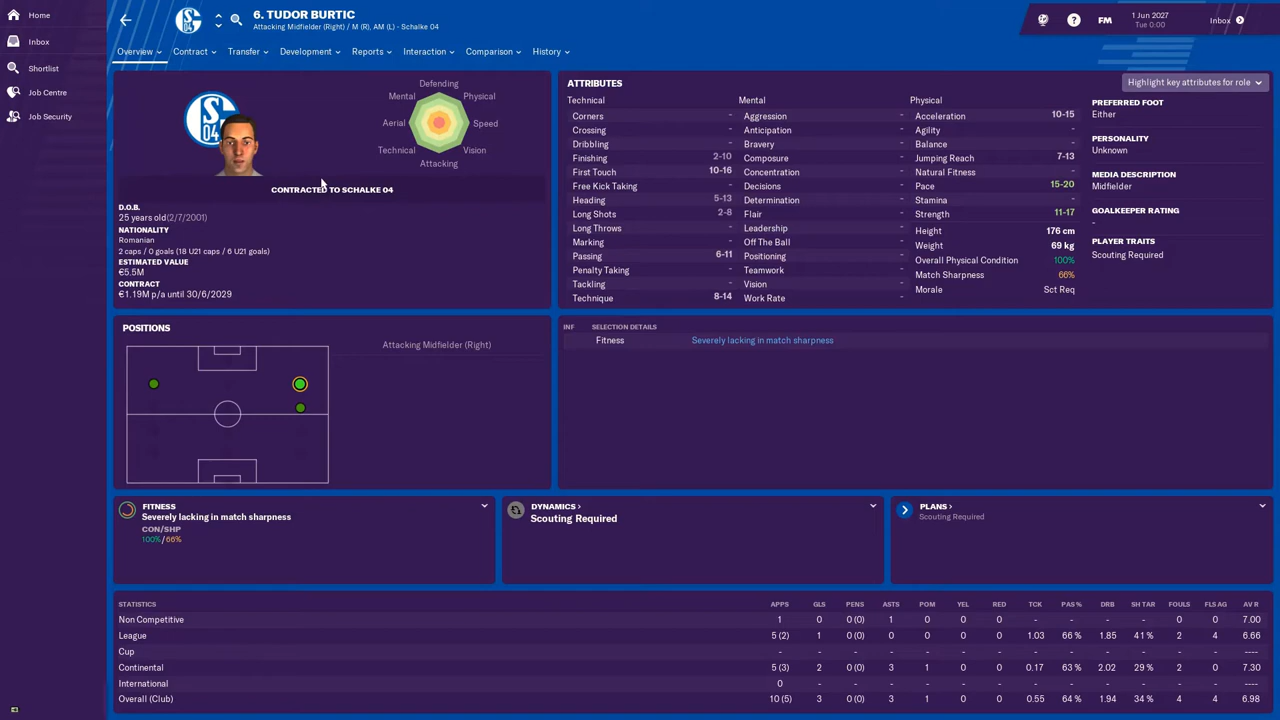 Home
Inbox
Shortlist
Job Centre
Job Security
6. TUDOR BURTIC
Attacking Midfielder (Right) / M (R), AM (L) - Schalke 04
FM
1 Jun 2027
Tue 0:00
Inbox
Overview Contract Transfer Development Reports Interaction Comparison History
S 04
Defending
Mental Physical
Aerial Speed
Technical Vision
Attacking
CONTRACTED TO SCHALKE 04
D.O.B.
25 years old (2/7/2001)
NATIONALITY
Romanian
2 caps / 0 goals (18 U21 caps / 6 U21 goals)
ESTIMATED VALUE
€5.5M
CONTRACT
€1.19M p/a until 30/6/2029
ATTRIBUTES
Highlight key attributes for role
Technical Mental Physical
Corners - Aggression - Acceleration 10-15
Crossing - Anticipation - Agility -
Dribbling - Bravery - Balance -
Finishing 2-10 Composure - Jumping Reach 7-13
First Touch 10-16 Concentration - Natural Fitness -
Free Kick Taking - Decisions - Pace 15-20
Heading 5-13 Determination - Stamina -
Long Shots 2-8 Flair - Strength 11-17
Long Throws - Leadership - Height 176 cm
Marking - Off The Ball - Weight 69 kg
Passing 6-11 Positioning - Overall Physical Condition 100%
Penalty Taking - Teamwork - Match Sharpness 66%
Tackling - Vision - Morale Sct Req
Technique 8-14 Work Rate -
PREFERRED FOOT
Either
PERSONALITY
Unknown
MEDIA DESCRIPTION
Midfielder
GOALKEEPER RATING
-
PLAYER TRAITS
Scouting Required
POSITIONS
Attacking Midfielder (Right)
INF SELECTION DETAILS
Fitness Severely lacking in match sharpness
FITNESS
Severely lacking in match sharpness
CON/SHP
100%/66%
DYNAMICS >
Scouting Required
PLANS >
Scouting Required
STATISTICS APPS GLS PENS ASTS POM YEL RED TCK PAS % DRB SH TAR FOULS FLS AG AV R
Non Competitive 1 0 0 (0) 1 0 0 0 - - - - 0 0 7.00
League 5 (2) 1 0 (0) 0 0 0 0 1.03 66 % 1.85 41 % 2 4 6.66
Cup - - - - - - - - - - - - - ----
Continental 5 (3) 2 0 (0) 3 1 0 0 0.17 63 % 2.02 29 % 2 0 7.30
International 0 - - - - - - - - - - - - ----
Overall (Club) 10 (5) 3 0 (0) 3 1 0 0 0.55 64 % 1.94 34 % 4 4 6.98